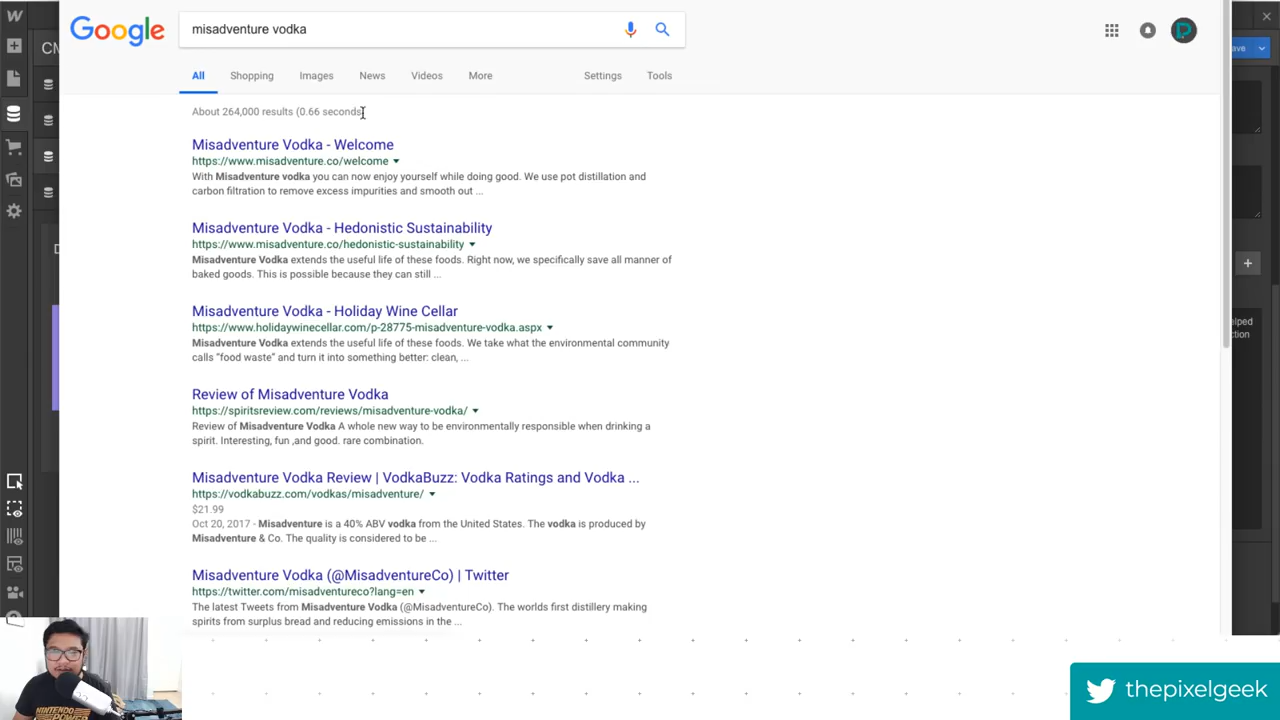 W
Google
misadventure vodka
CM
ave
All
Shopping
Images
News
Videos
More
Settings
Tools
About 264,000 results (0.66 seconds)
Misadventure Vodka - Welcome
https://www.misadventure.co/welcome
With Misadventure vodka you can now enjoy yourself while doing good. We use pot distillation and
carbon filtration to remove excess impurities and smooth out ...
Misadventure Vodka - Hedonistic Sustainability
https://www.misadventure.co/hedonistic-sustainability
Misadventure Vodka extends the useful life of these foods. Right now, we specifically save all manner of
baked goods. This is possible because they can still ...
Misadventure Vodka - Holiday Wine Cellar
https://www.holidaywinecellar.com/p-28775-misadventure-vodka.aspx
elped
ction
Misadventure Vodka extends the useful life of these foods. We take what the environmental community
calls “food waste” and turn it into something better: clean, ...
Review of Misadventure Vodka
https://spiritsreview.com/reviews/misadventure-vodka/
Review of Misadventure Vodka A whole new way to be environmentally responsible when drinking a
spirit. Interesting, fun ,and good. rare combination.
Misadventure Vodka Review | VodkaBuzz: Vodka Ratings and Vodka ...
https://vodkabuzz.com/vodkas/misadventure/
$21.99
Oct 20, 2017 - Misadventure is a 40% ABV vodka from the United States. The vodka is produced by
Misadventure & Co. The quality is considered to be ...
Misadventure Vodka (@MisadventureCo) | Twitter
https://twitter.com/misadventureco?lang=en
The latest Tweets from Misadventure Vodka (@MisadventureCo). The worlds first distillery making
spirits from surplus bread and reducing emissions in the ...
NINTENDO
POWER
thepixelgeek